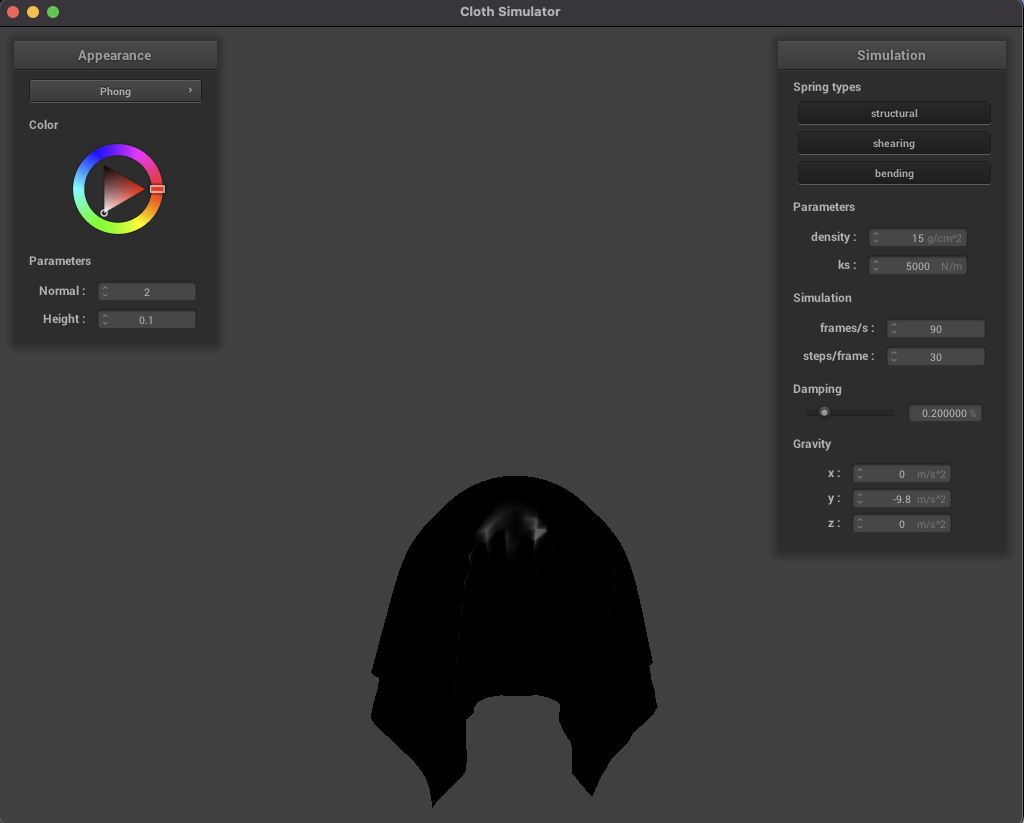 Cloth Simulator
Appearance
Phong
Color
Parameters
Normal : 2
Height : 0.1
Simulation
Spring types
structural
shearing
bending
Parameters
density : 15 g/cm^2
ks : 5000 N/m
Simulation
frames/s : 90
steps/frame : 30
Damping
0.200000 %
Gravity
x : 0 m/s^2
y : -9.8 m/s^2
z : 0 m/s^2